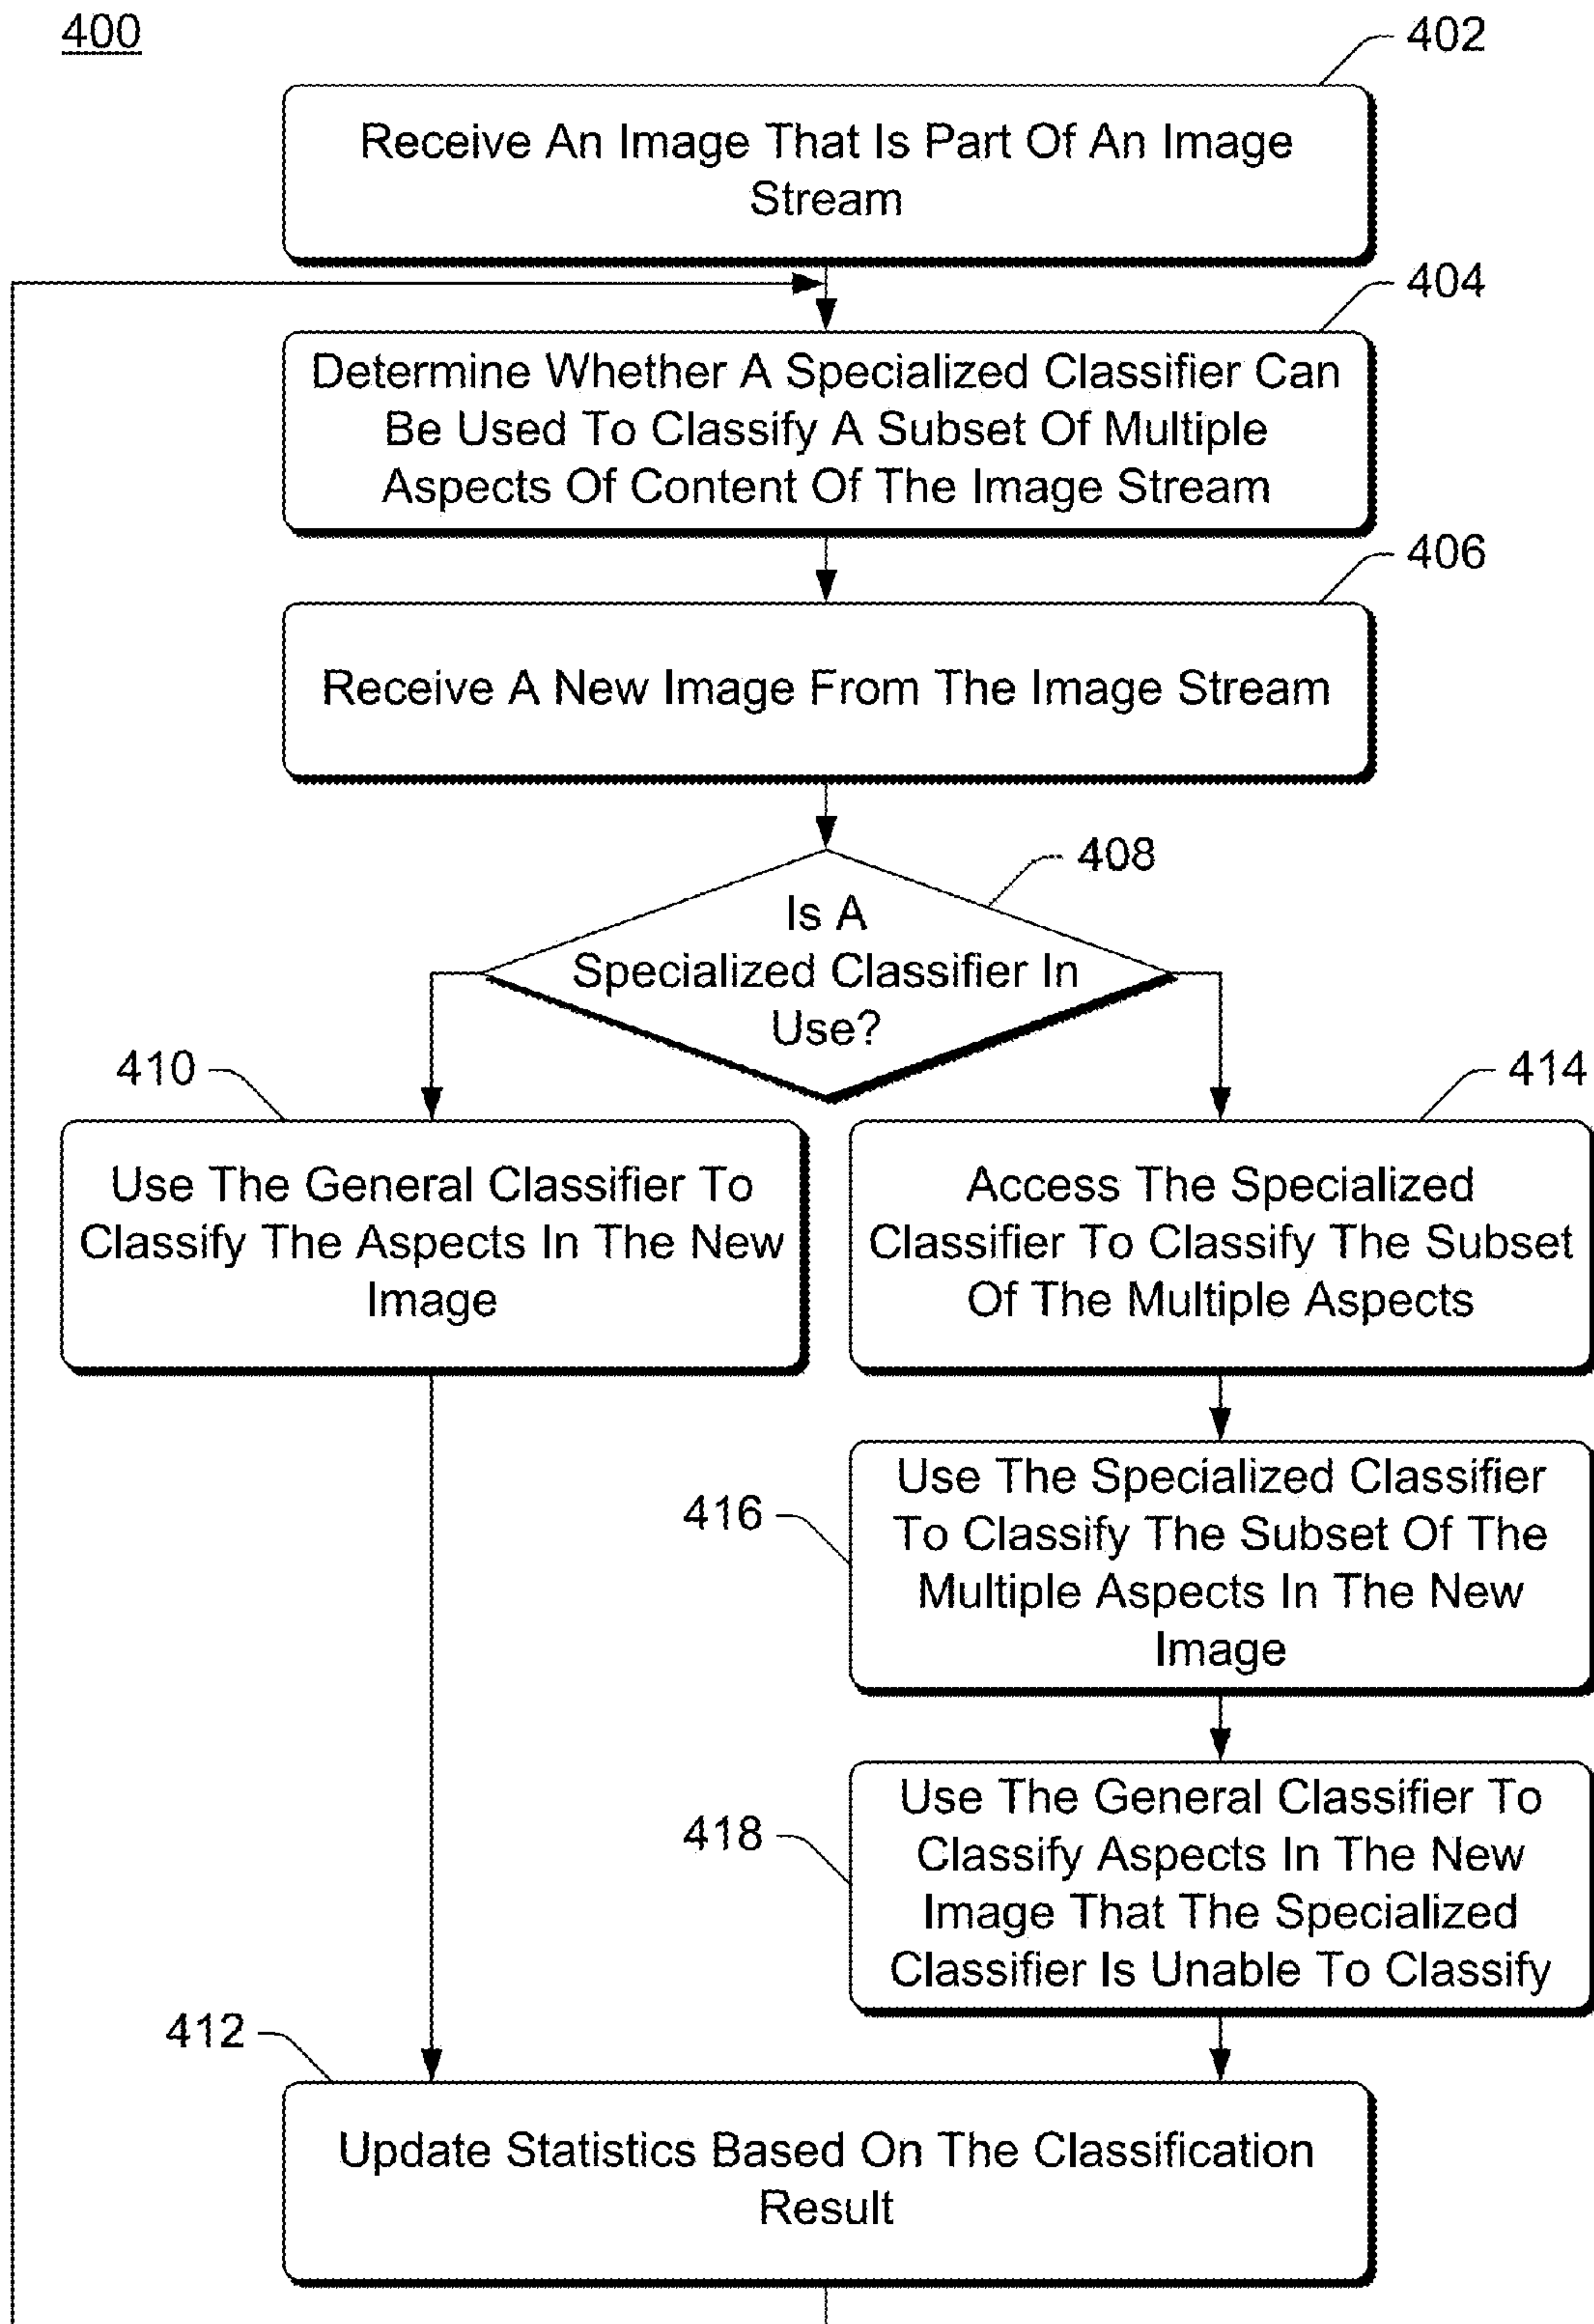 400
402
Receive An Image That Is Part Of An Image
Stream
404
Determine Whether A Specialized Classifier Can
Be Used To Classify A Subset Of Multiple
Aspects Of Content Of The Image Stream
406
Receive A New Image From The Image Stream
408
Is A
Specialized Classifier In
Use?
410
Use The General Classifier To
Classify The Aspects In The New
Image
414
Access The Specialized
Classifier To Classify The Subset
Of The Multiple Aspects
416
Use The Specialized Classifier
To Classify The Subset Of The
Multiple Aspects In The New
Image
418
Use The General Classifier To
Classify Aspects In The New
Image That The Specialized
Classifier Is Unable To Classify
412
Update Statistics Based On The Classification
Result